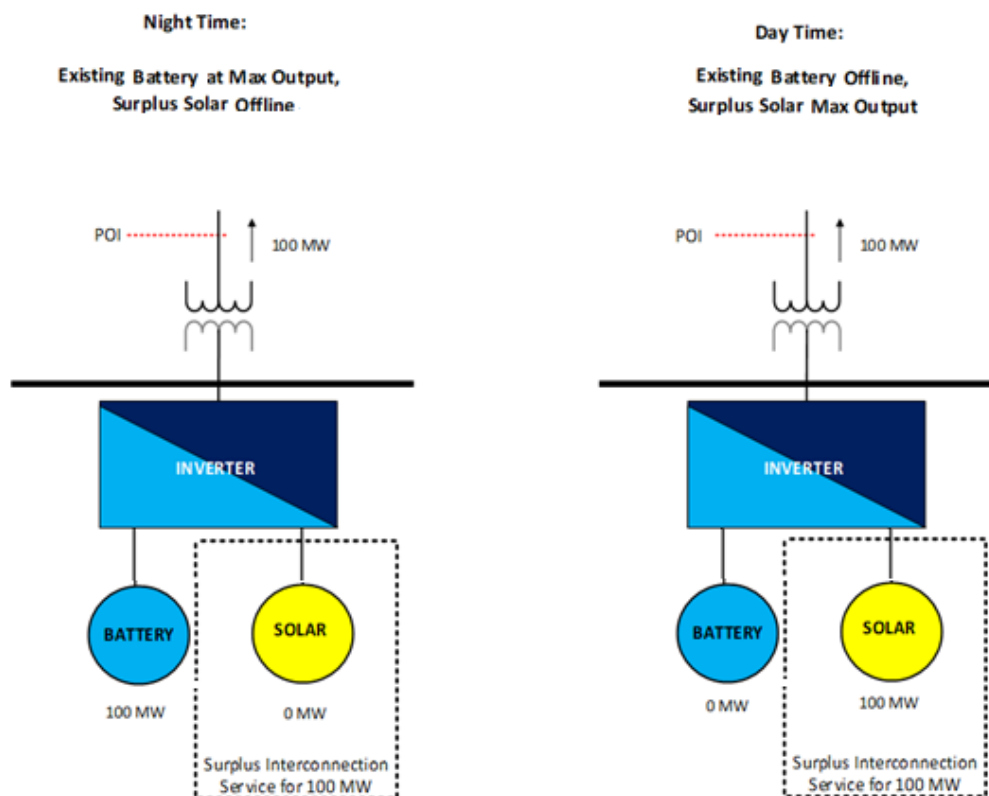 Night Time:
Existing Battery at Max Output,
Surplus Solar Offline
POI
100 MW
INVERTER
BATTERY
SOLAR
100 MW
0 MW
Surplus Interconnection
Service for 100 MW
Day Time:
Existing Battery Offline,
Surplus Solar Max Output
POI
100 MW
INVERTER
BATTERY
SOLAR
0 MW
100 MW
Surplus Interconnection
Service for 100 MW